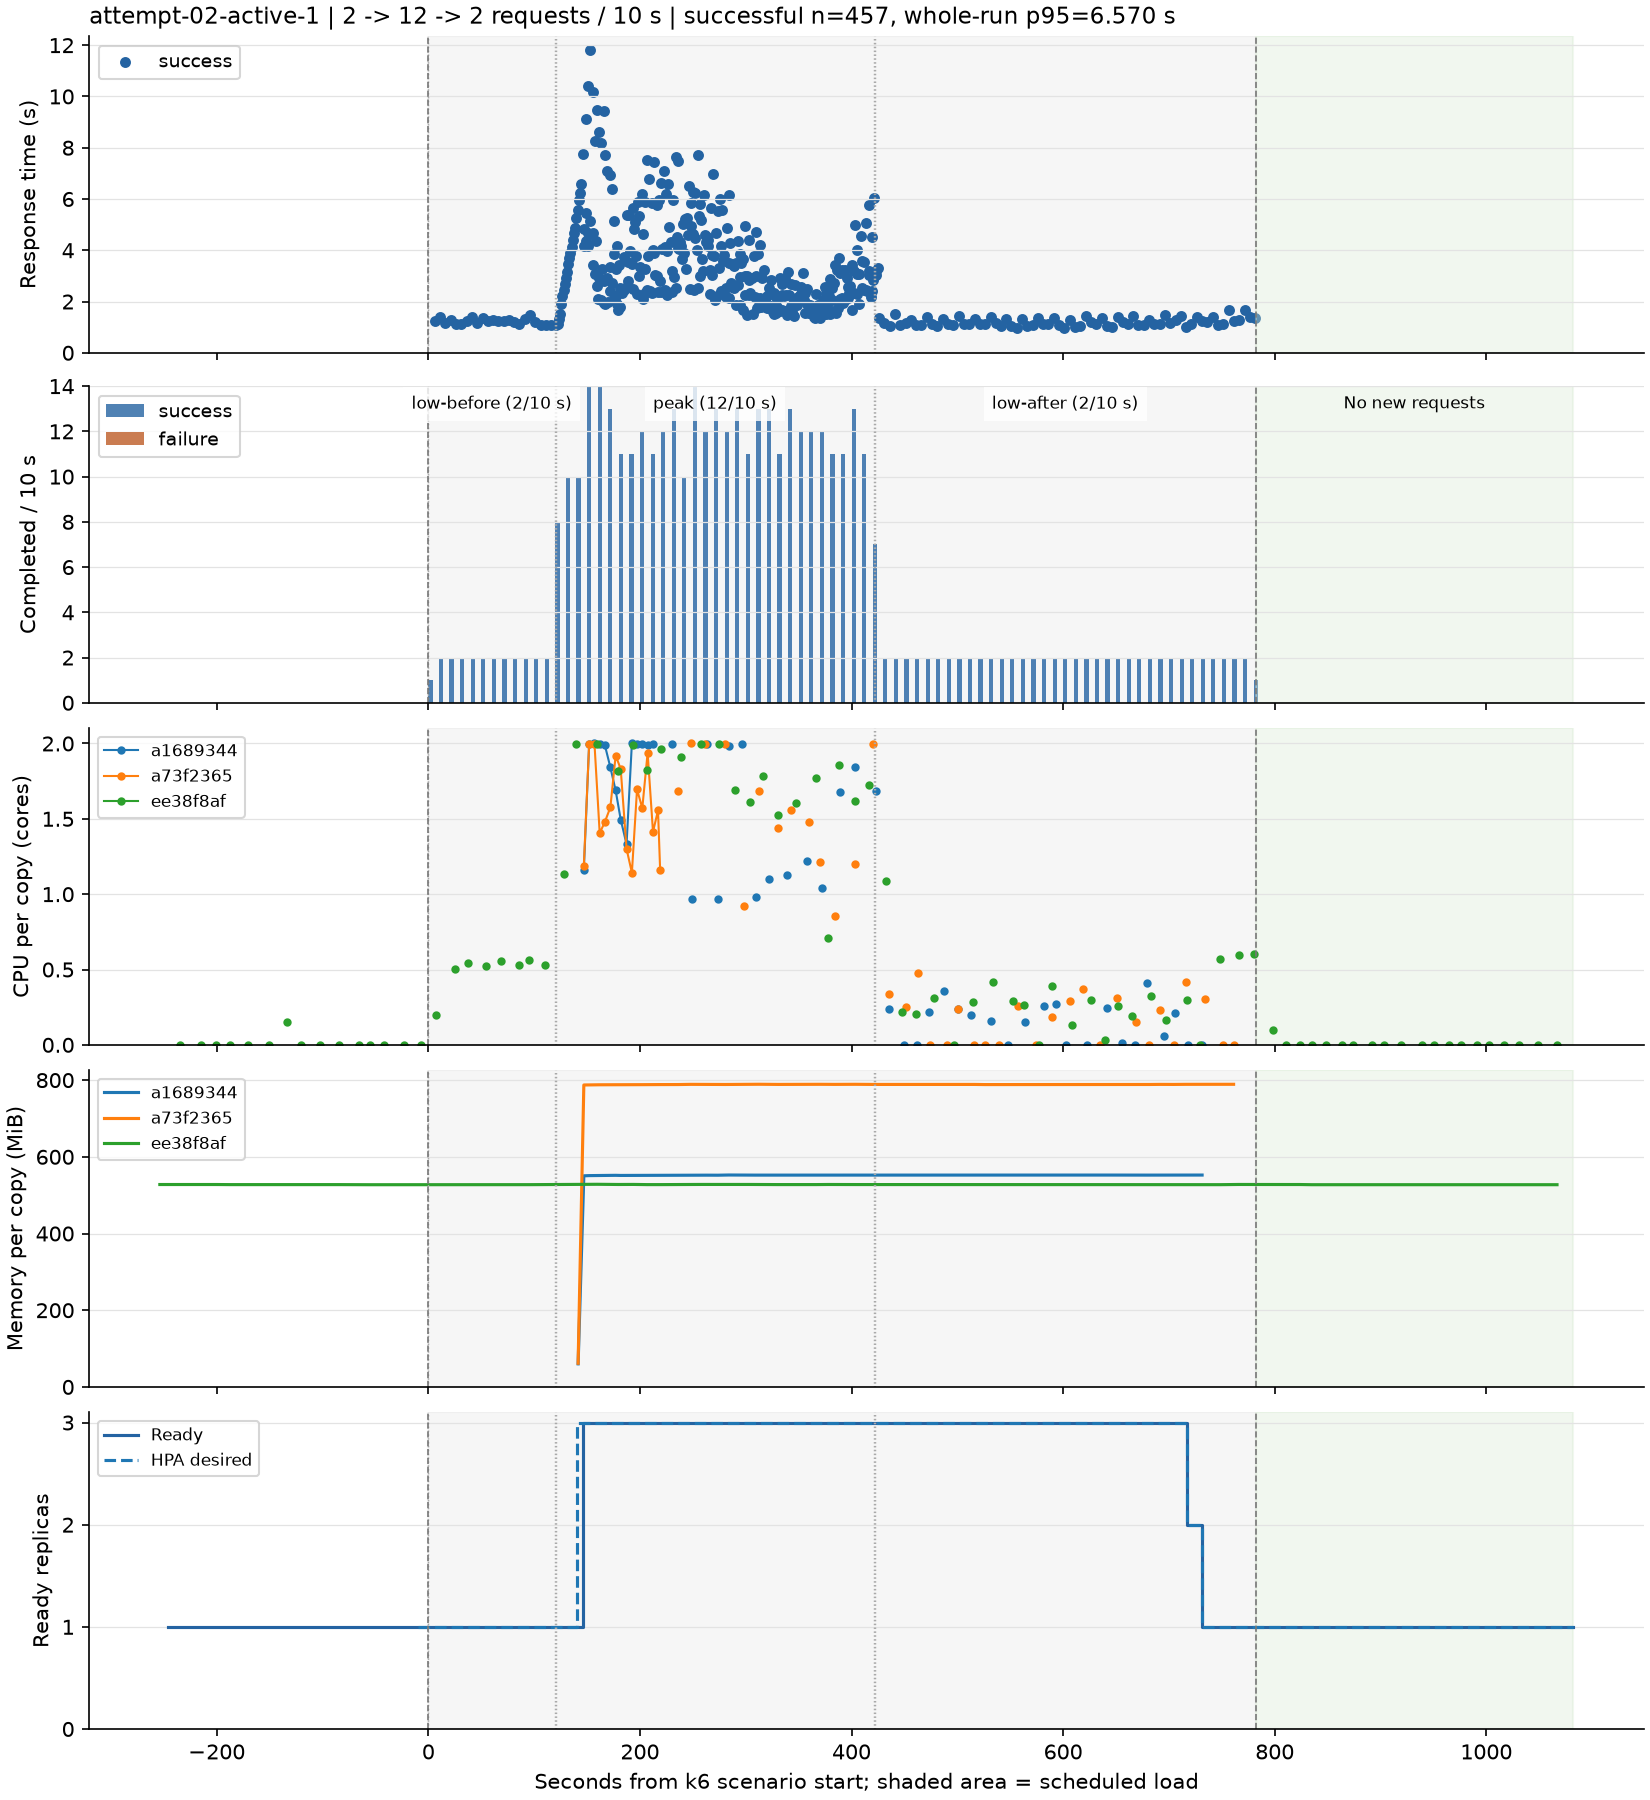 attempt-02-active-1 | 2 -> 12 -> 2 requests / 10 s | successful n=457, whole-run p95=6.570 s
Response time (s)
12
10
8
6
4
2
0
success
Completed / 10 s
14
12
10
8
6
4
2
0
success
failure
low-before (2/10 s)
peak (12/10 s)
low-after (2/10 s)
No new requests
CPU per copy (cores)
2.0
1.5
1.0
0.5
0.0
a1689344
a73f2365
ee38f8af
Memory per copy (MiB)
800
600
400
200
0
a1689344
a73f2365
ee38f8af
Ready replicas
3
2
1
0
Ready
HPA desired
−200
0
200
400
600
800
1000
Seconds from k6 scenario start; shaded area = scheduled load